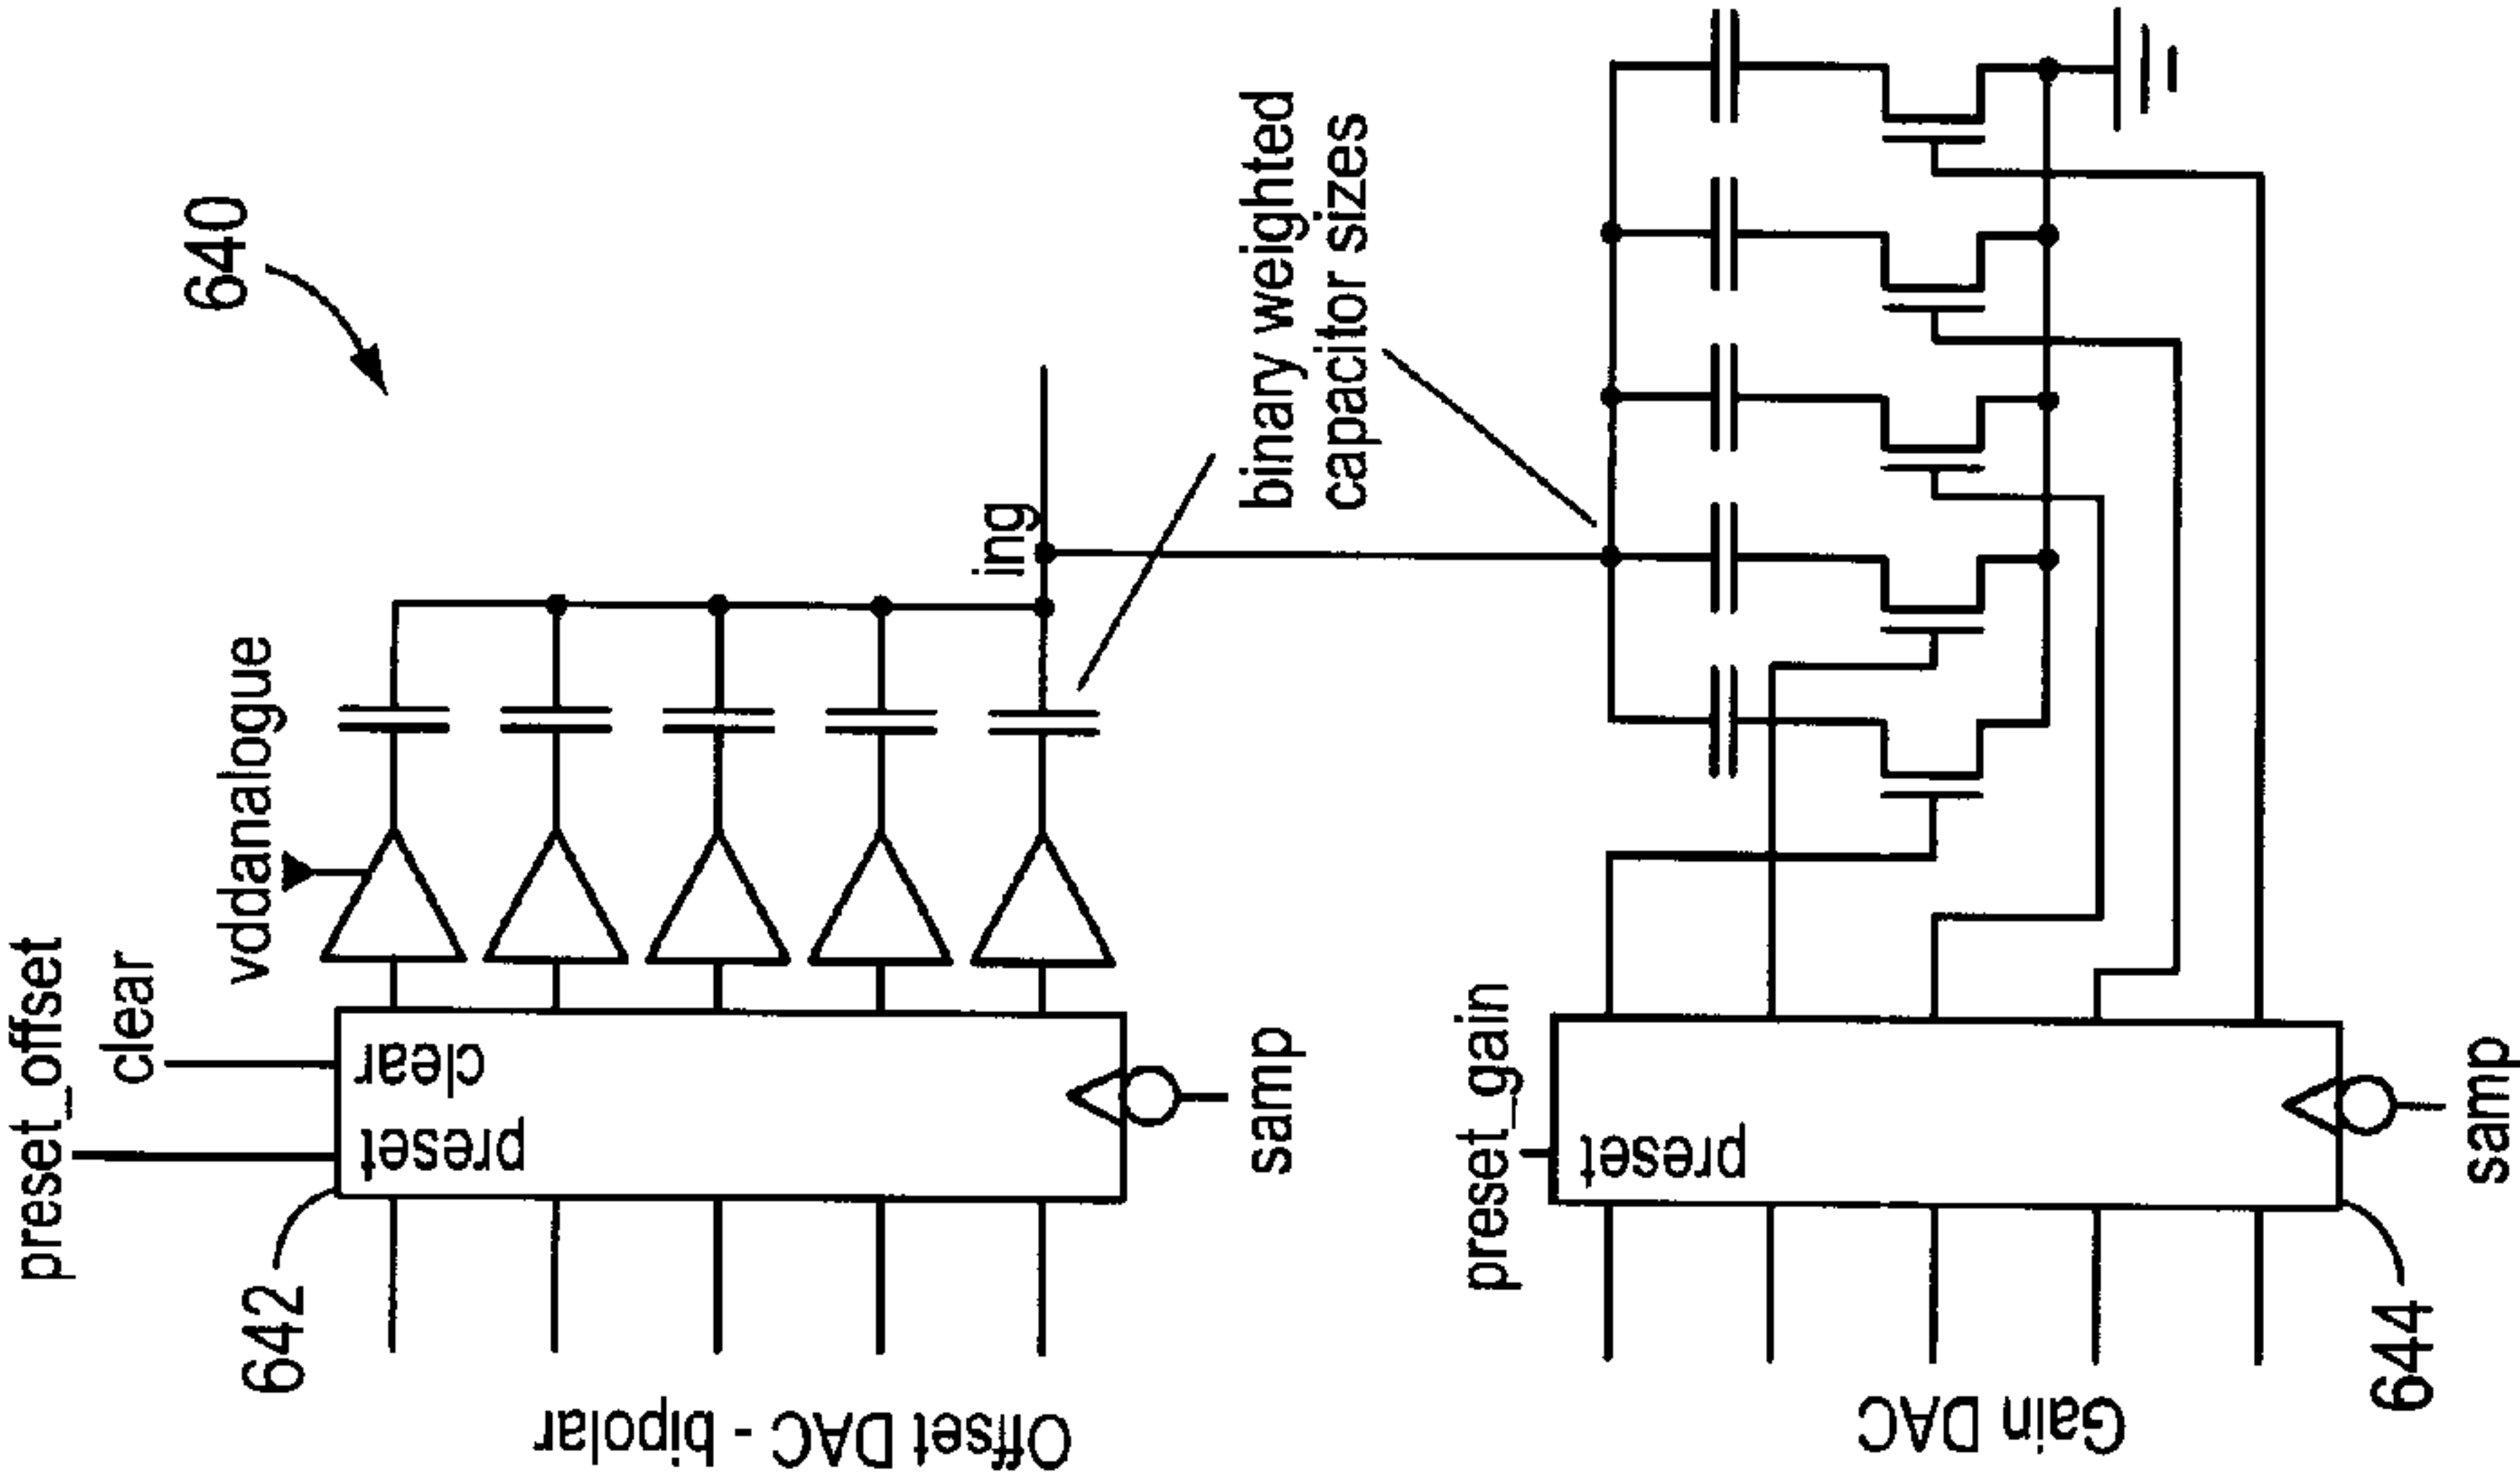 640
preset_offset
clear
vddanalogue
clear
preset
642
samp
Offset DAC - bipolar
ing
binary weighted
capacitor sizes
preset_gain
preset
samp
644
Gain DAC